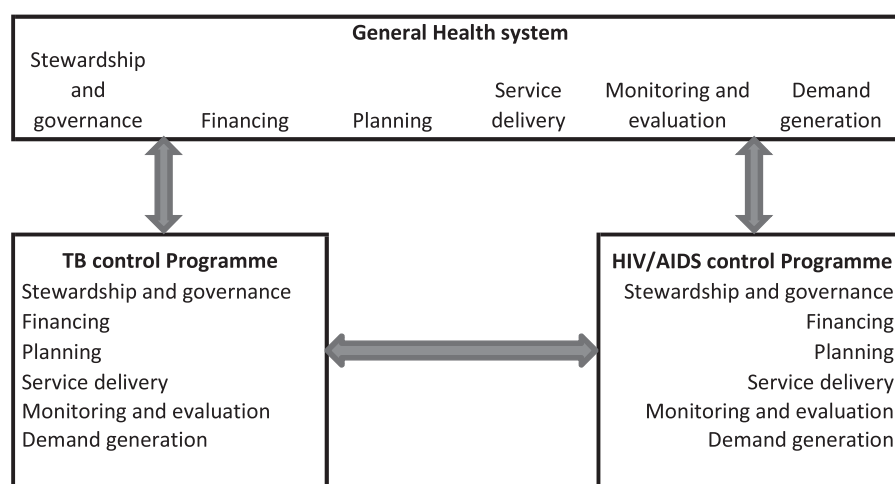 General Health system
Stewardship
and
governance
Financing
Planning
Service
delivery
Monitoring and
evaluation
Demand
generation
TB control Programme
Stewardship and governance
Financing
Planning
Service delivery
Monitoring and evaluation
Demand generation
HIV/AIDS control Programme
Stewardship and governance
Financing
Planning
Service delivery
Monitoring and evaluation
Demand generation